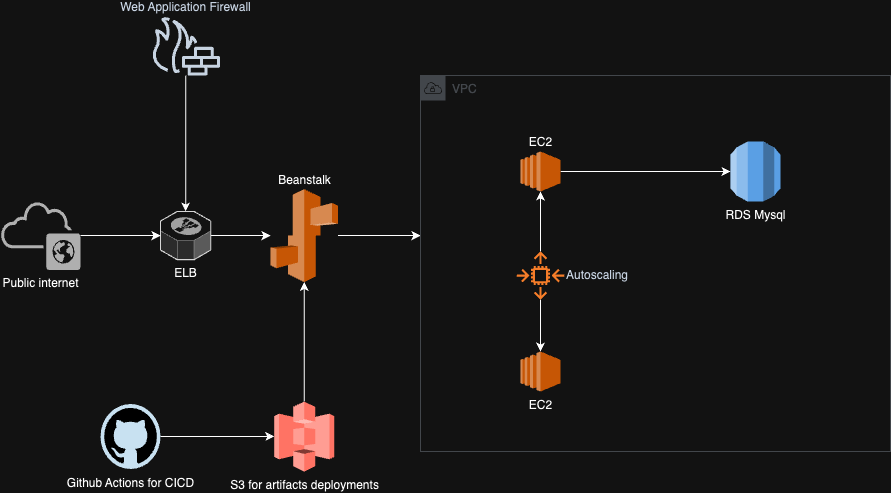 Web Application Firewall
VPC
EC2
Beanstalk
RDS Mysql
ELB
Public internet
Autoscaling
EC2
Github Actions for CICD
S3 for artifacts deployments